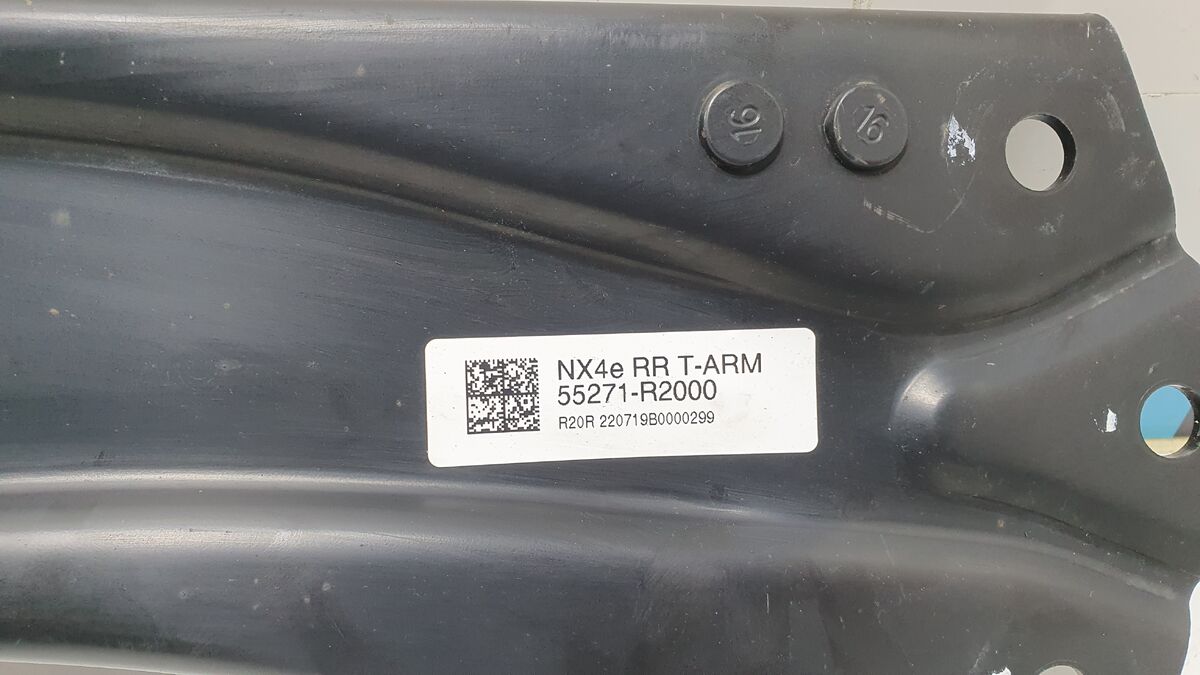 16 16
NX4e RR T-ARM
55271-R2000
R20R 220719B0000299